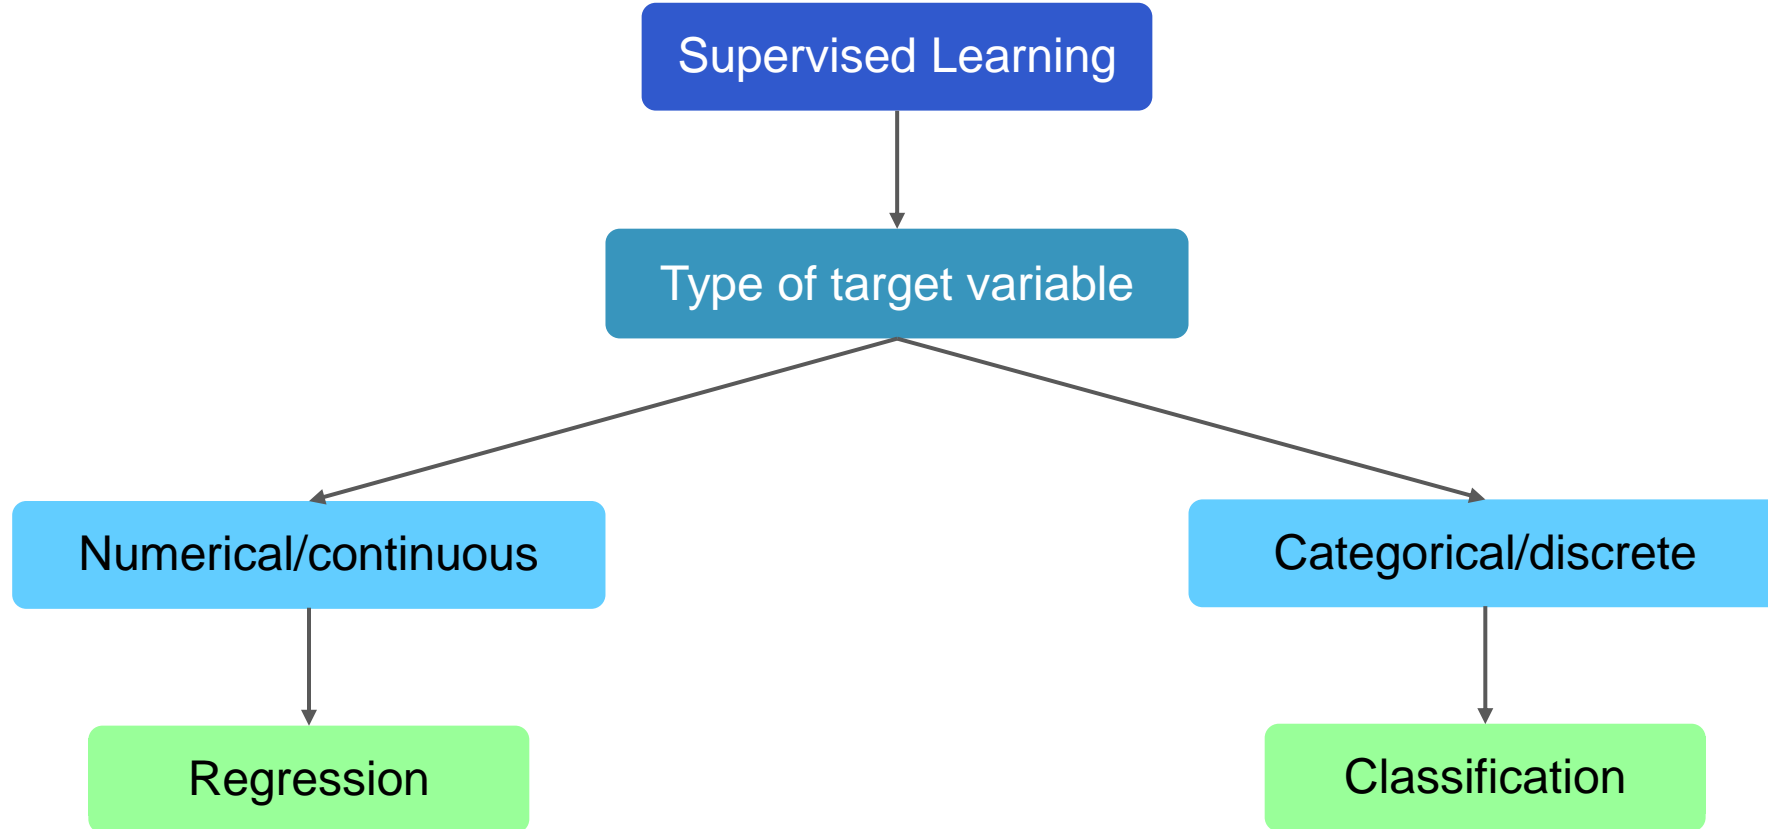 Supervised Learning
Type of target variable
Numerical/continuous
Categorical/discrete
Regression
Classification